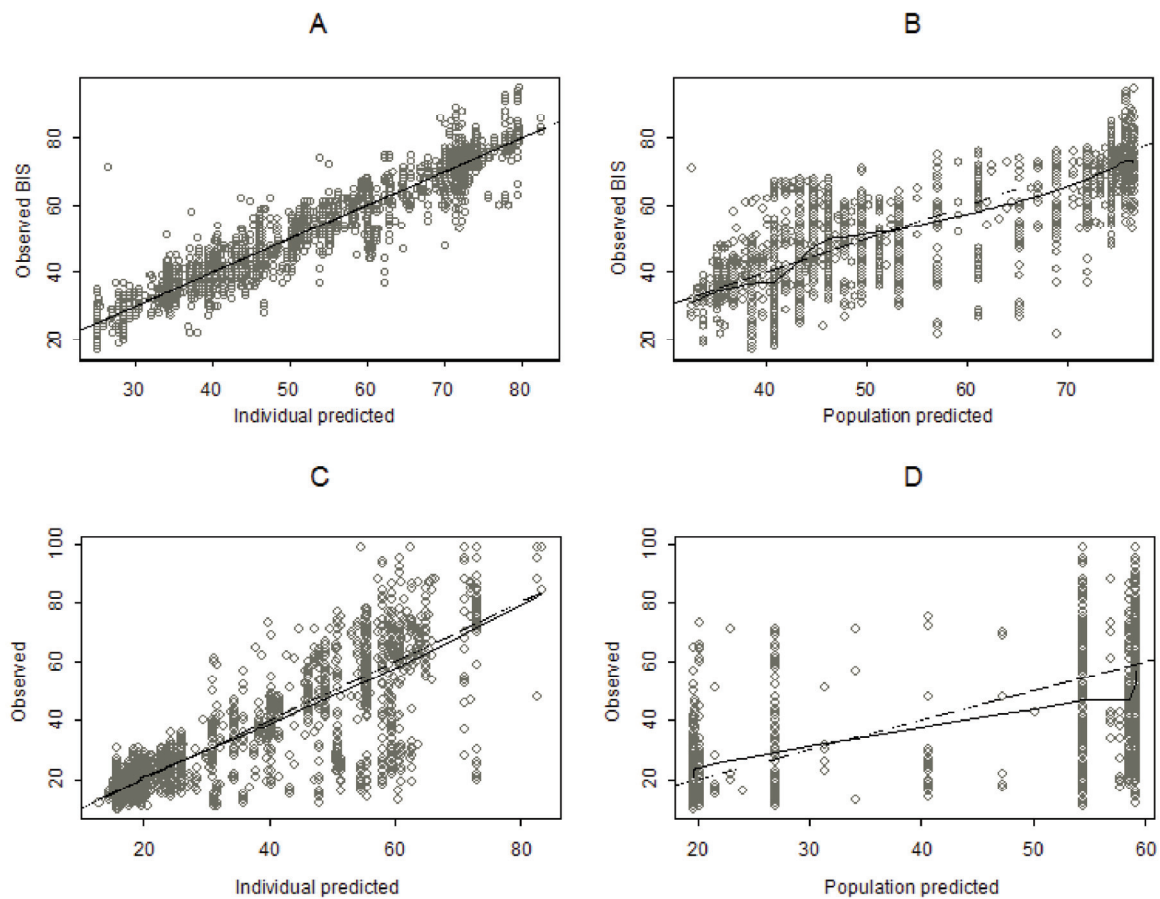 A
B
Observed BIS
20 40 60 80
30 40 50 60 70 80
Individual predicted
Observed BIS
20 40 60 80
40 50 60 70
Population predicted
C
D
Observed
20 40 60 80 100
20 40 60 80
Individual predicted
Observed
20 40 60 80 100
20 30 40 50 60
Population predicted